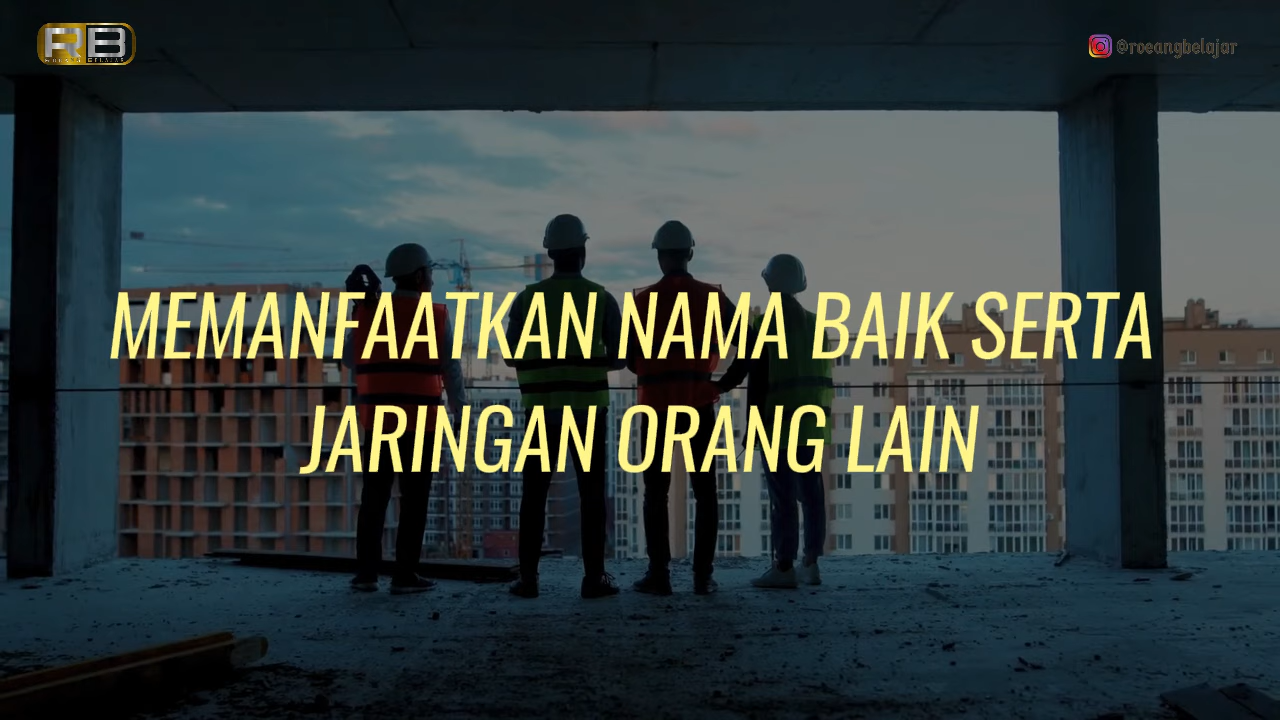 RB
@roeangbelajar
MEMANFAATKAN NAMA BAIK SERTA
JARINGAN ORANG LAIN